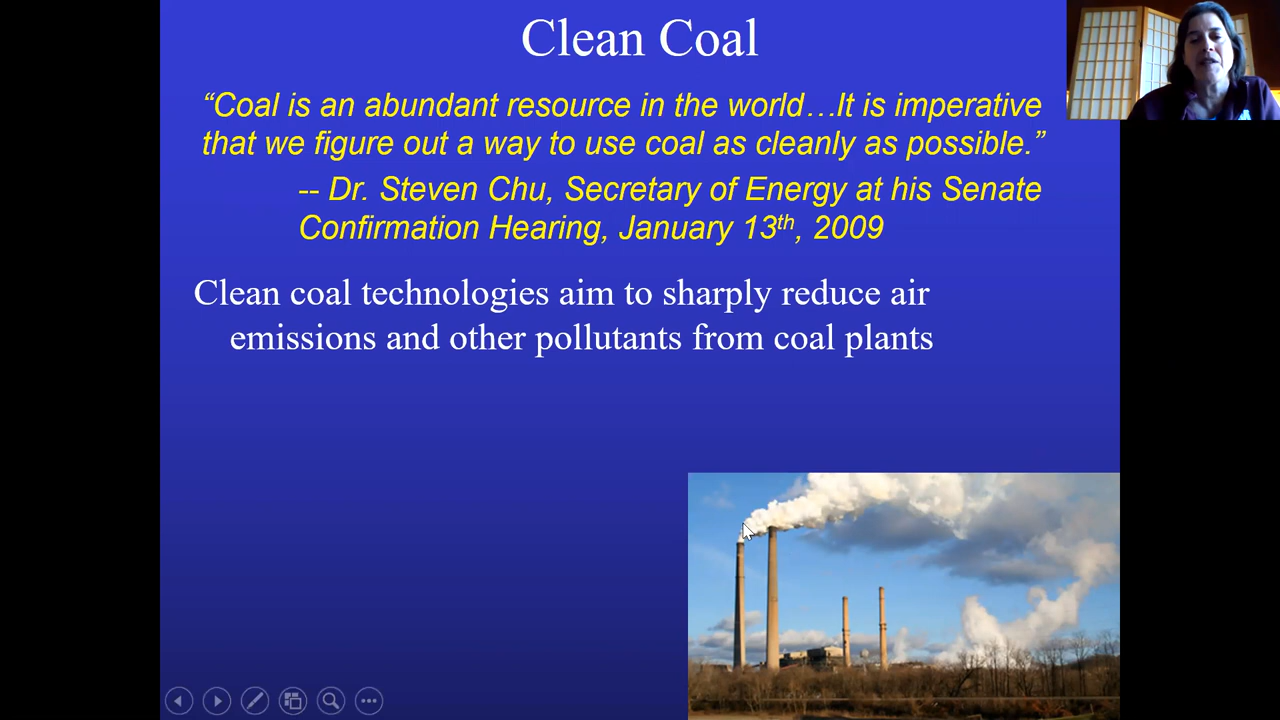 Clean Coal
“Coal is an abundant resource in the world…It is imperative
that we figure out a way to use coal as cleanly as possible.”
-- Dr. Steven Chu, Secretary of Energy at his Senate
Confirmation Hearing, January 13th, 2009
Clean coal technologies aim to sharply reduce air
emissions and other pollutants from coal plants